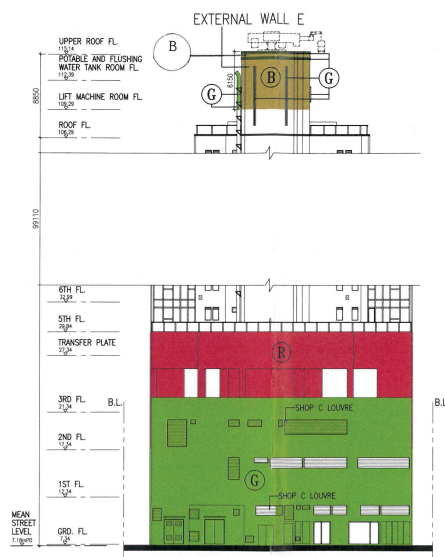 EXTERNAL WALL E
B
UPPER ROOF FL.
115.14
POTABLE AND FLUSHING
WATER TANK ROOM FL.
112.39
LIFT MACHINE ROOM FL.
109.29
ROOF FL.
106.29
8850
6150
B
G
G
99110
6TH FL.
32.98
5TH FL.
29.84
TRANSFER PLATE
27.34
R
3RD FL.
21.34
B.L.
B.L
SHOP C LOUVRE
2ND FL.
17.34
G
1ST FL.
12.34
SHOP C LOUVRE
MEAN
STREET
LEVEL
7.18mPD
GRD. FL.
7.34